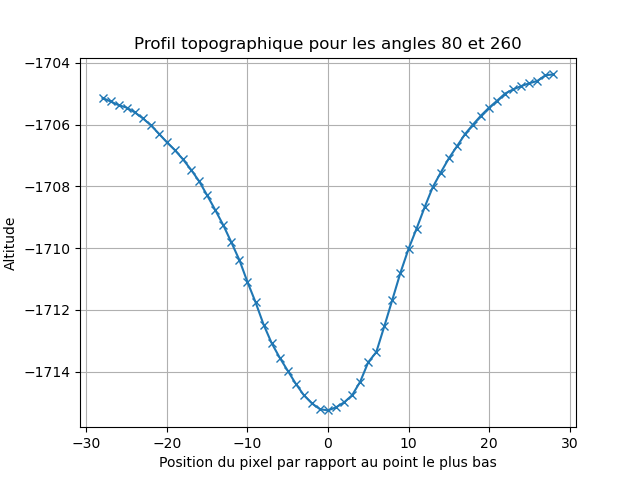 Profil topographique pour les angles 80 et 260
−1704
−1706
−1708
−1710
−1712
−1714
Altitude
−30 −20 −10 0 10 20 30
Position du pixel par rapport au point le plus bas